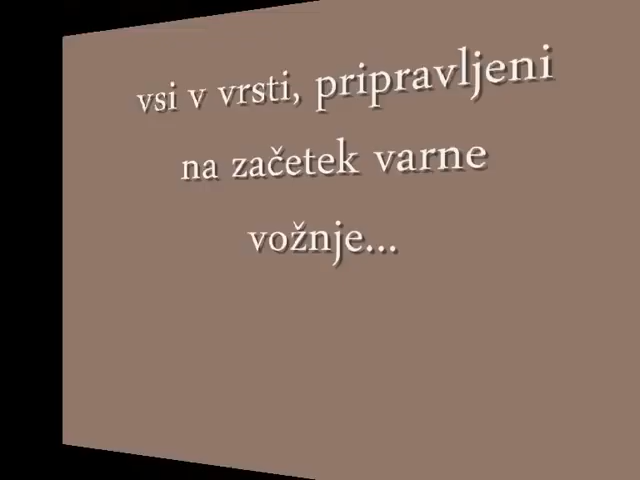 vsi v vrsti, pripravljeni
na začetek varne
vožnje...